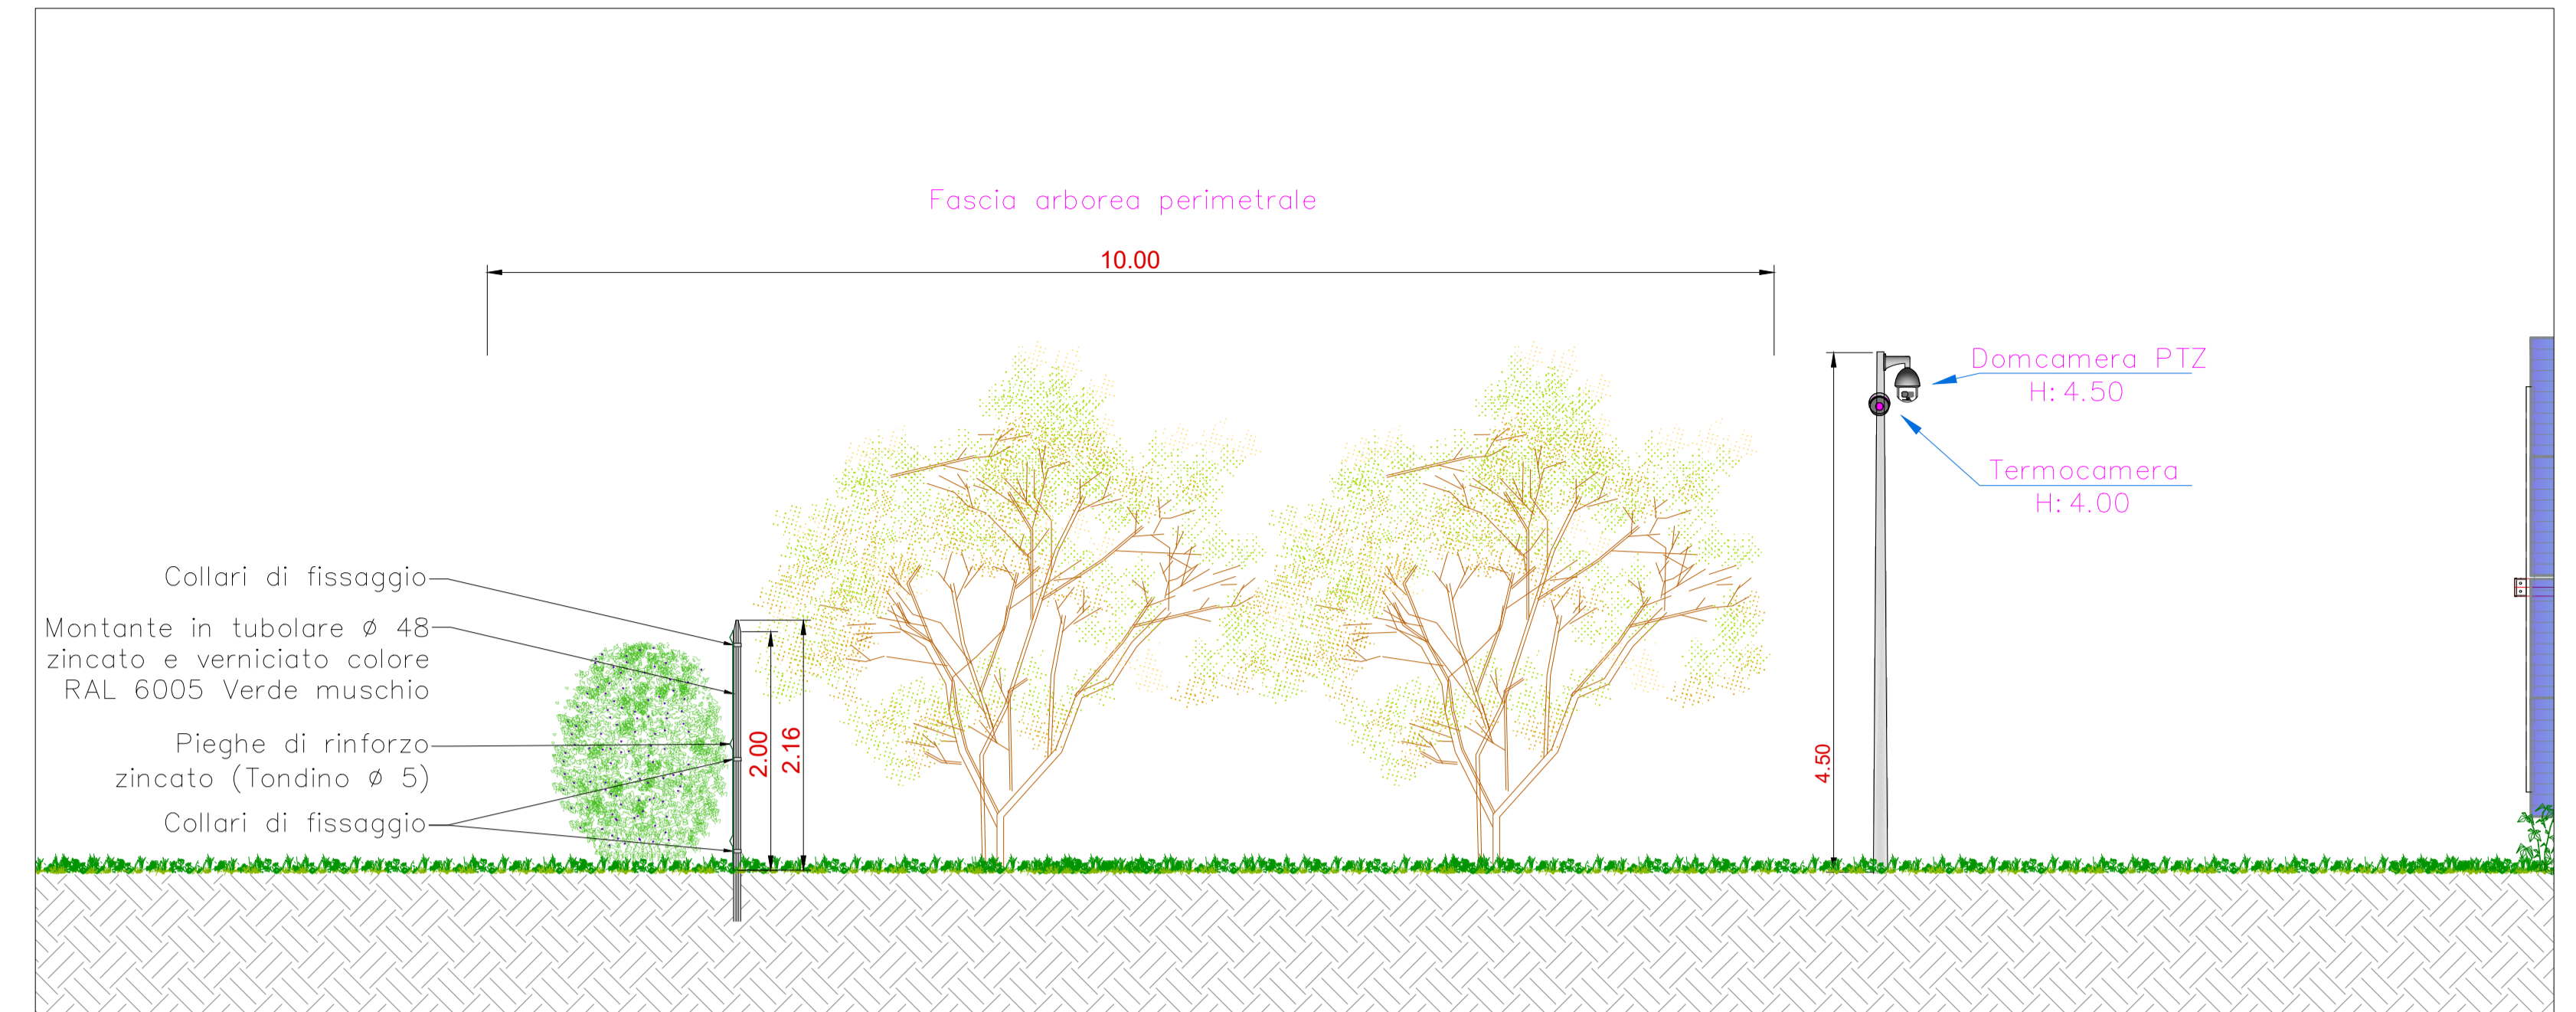 Fascia arborea perimetrale
10.00
Domcamera PTZ
H: 4.50
Termocamera
H: 4.00
Collari di fissaggio
Montante in tubolare ø 48
zincato e verniciato colore
RAL 6005 Verde muschio
Pieghe di rinforzo
zincato (Tondino ø 5)
Collari di fissaggio
2.00
2.16
4.50